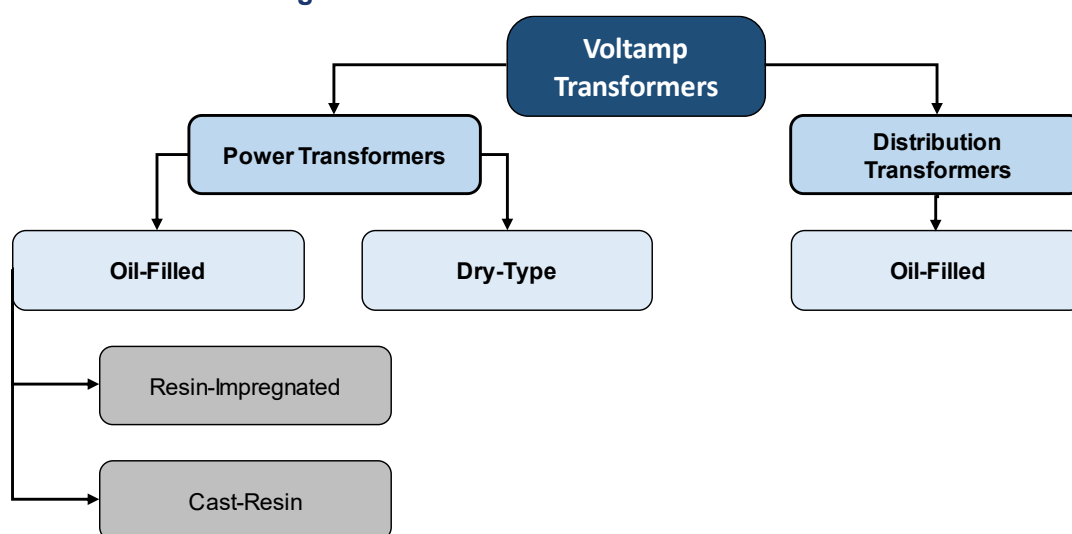 Voltamp
Transformers
Power Transformers
Distribution
Transformers
Oil-Filled
Dry-Type
Oil-Filled
Resin-Impregnated
Cast-Resin